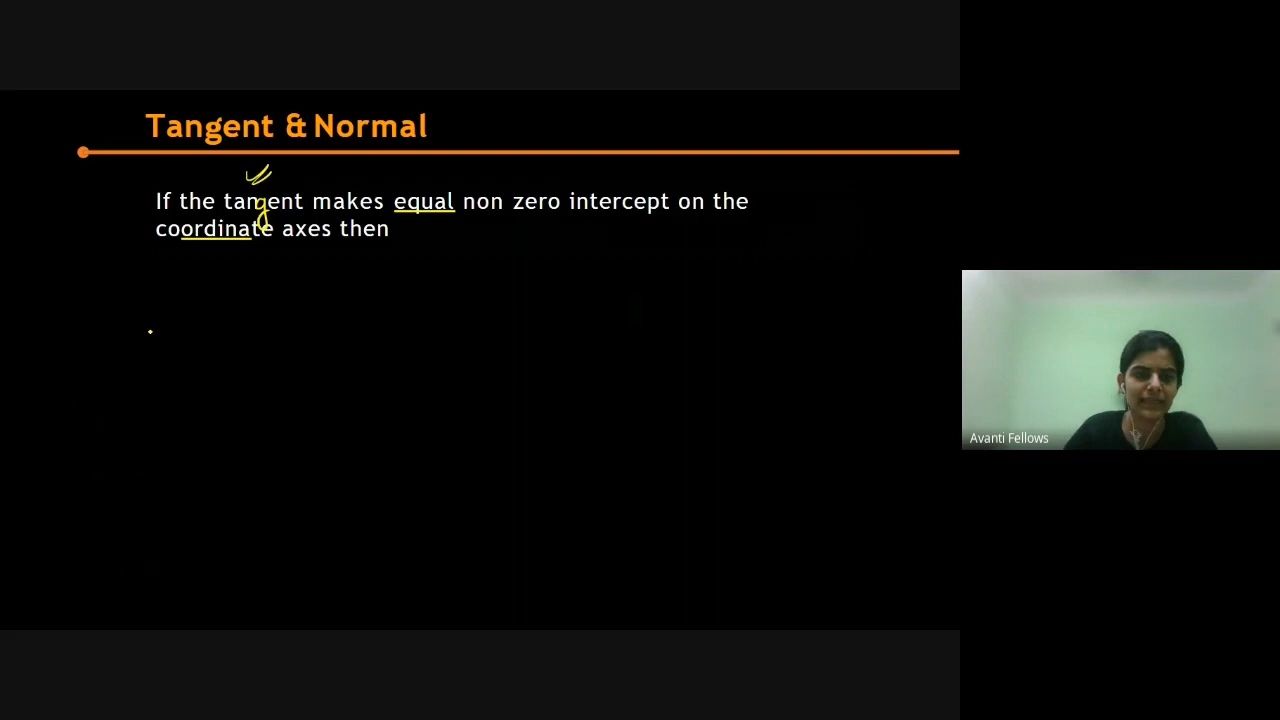 Tangent & Normal
If the tangent makes equal non zero intercept on the
coordinate axes then
Avanti Fellows